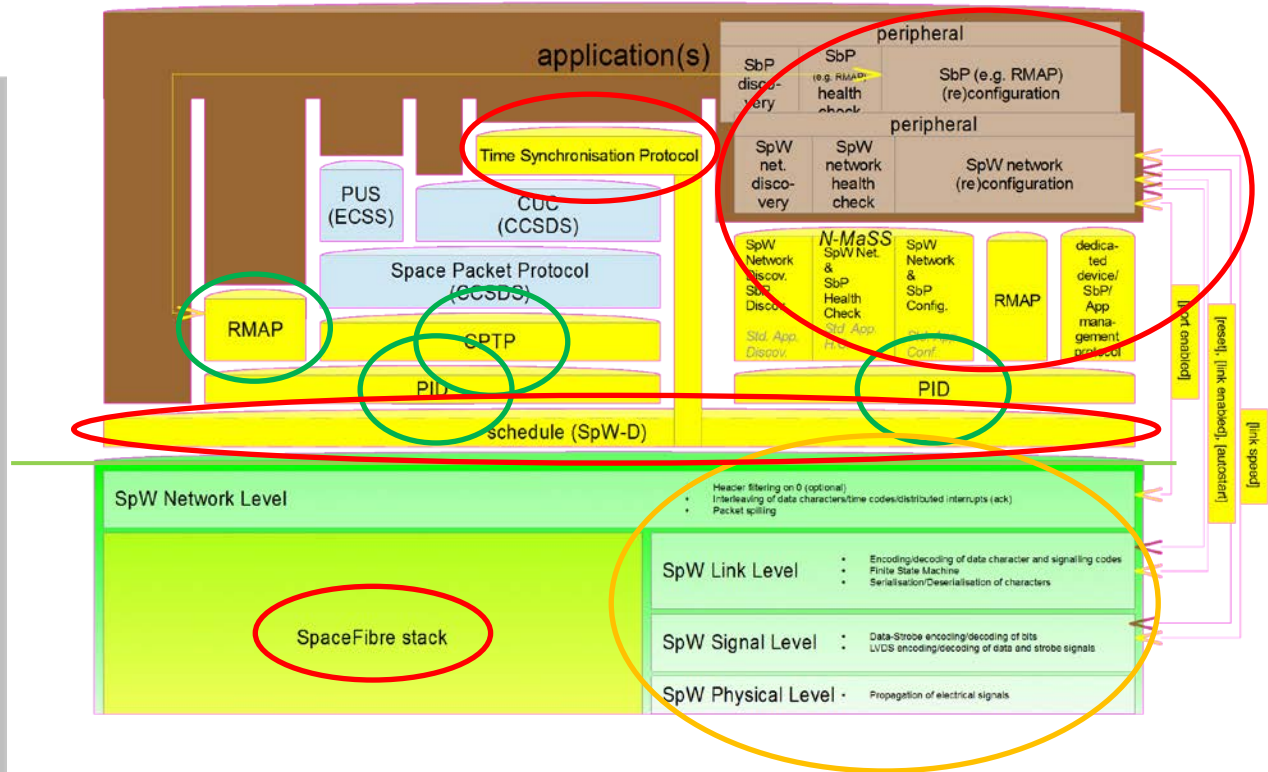 application(s)
peripheral
SbP
disco-
very
SbP
(e.g. RMAP)
health
check
SbP (e.g. RMAP)
(re)configuration
peripheral
SpW
net.
disco-
very
SpW
network
health
check
SpW network
(re)configuration
Time Synchronisation Protocol
PUS
(ECSS)
CUC
(CCSDS)
Space Packet Protocol
(CCSDS)
RMAP
CPTP
PID
N-MaSS
SpW
Network
Discov.
SbP
Discov.
Std. App.
Discov.
SpW Net.
&
SbP
Health
Check
Std. App.
H.C.
SpW
Network
&
SbP
Config.
Std. App.
Conf.
RMAP
dedica-
ted
device/
SbP/
App
mana-
gement
protocol
PID
schedule (SpW-D)
[port enabled]
[reset], [link enabled], [autostart]
[link speed]
SpW Network Level
Header filtering on 0 (optional)
• Interleaving of data characters/time codes/distributed interrupts (ack)
• Packet spilling
SpW Link Level
• Encoding/decoding of data character and signalling codes
• Finite State Machine
• Serialisation/Deserialisation of characters
SpaceFibre stack
SpW Signal Level
• Data-Strobe encoding/decoding of bits
• LVDS encoding/decoding of data and strobe signals
SpW Physical Level
• Propagation of electrical signals